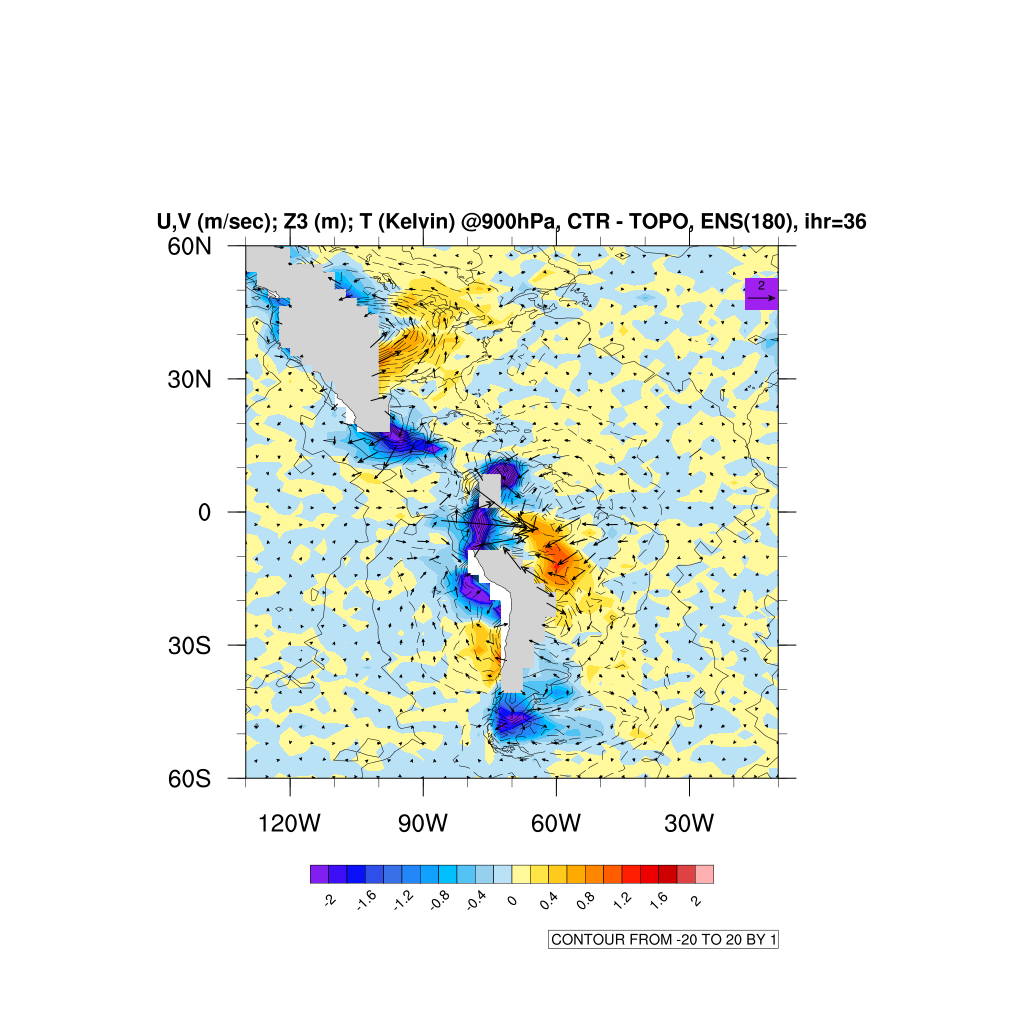 U,V (m/sec); Z3 (m); T (Kelvin) @900hPa, CTR - TOPO, ENS(180), ihr=36
60N
2
30N
0
30S
60S
120W 90W 60W 30W
-2 -1.6 -1.2 -0.8 -0.4 0 0.4 0.8 1.2 1.6 2
CONTOUR FROM -20 TO 20 BY 1